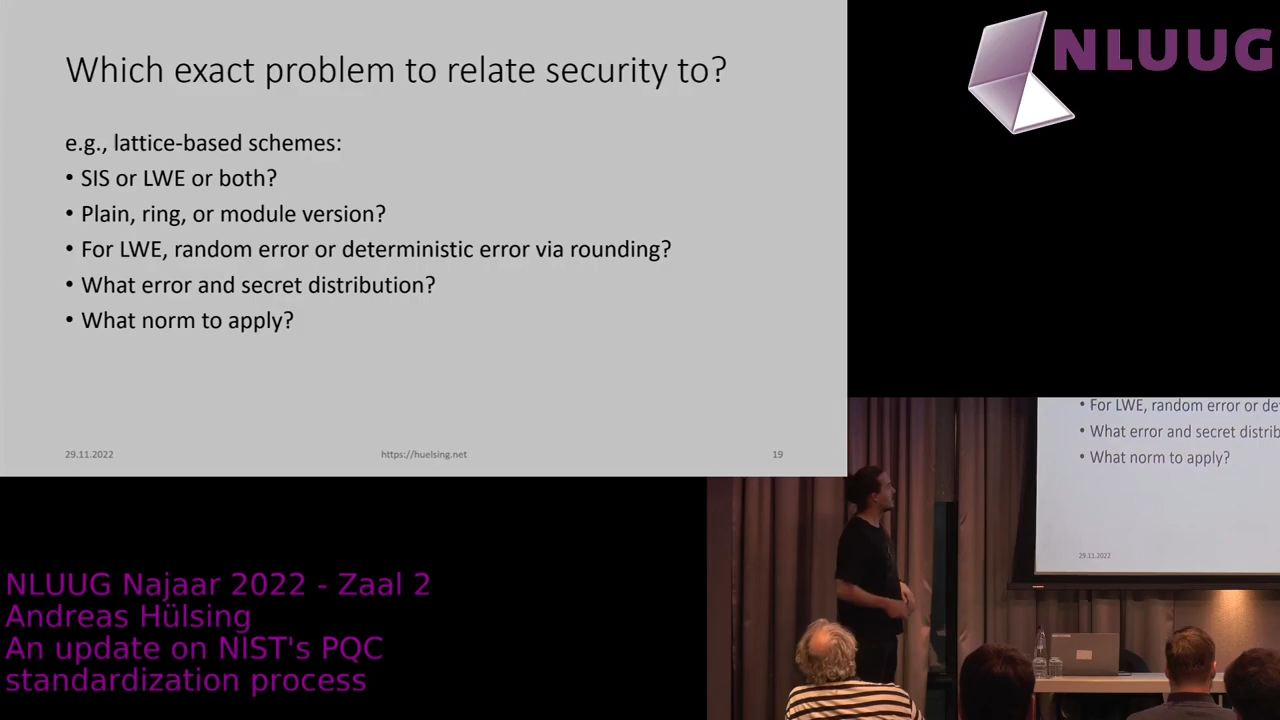 Which exact problem to relate security to?
e.g., lattice-based schemes:
• SIS or LWE or both?
• Plain, ring, or module version?
• For LWE, random error or deterministic error via rounding?
• What error and secret distribution?
• What norm to apply?
29.11.2022
https://huelsing.net
19
NLUUG
• For LWE, random error or de
• What error and secret distrib
• What norm to apply?
29.11.2022
NLUUG Najaar 2022 - Zaal 2
Andreas Hülsing
An update on NIST's PQC
standardization process